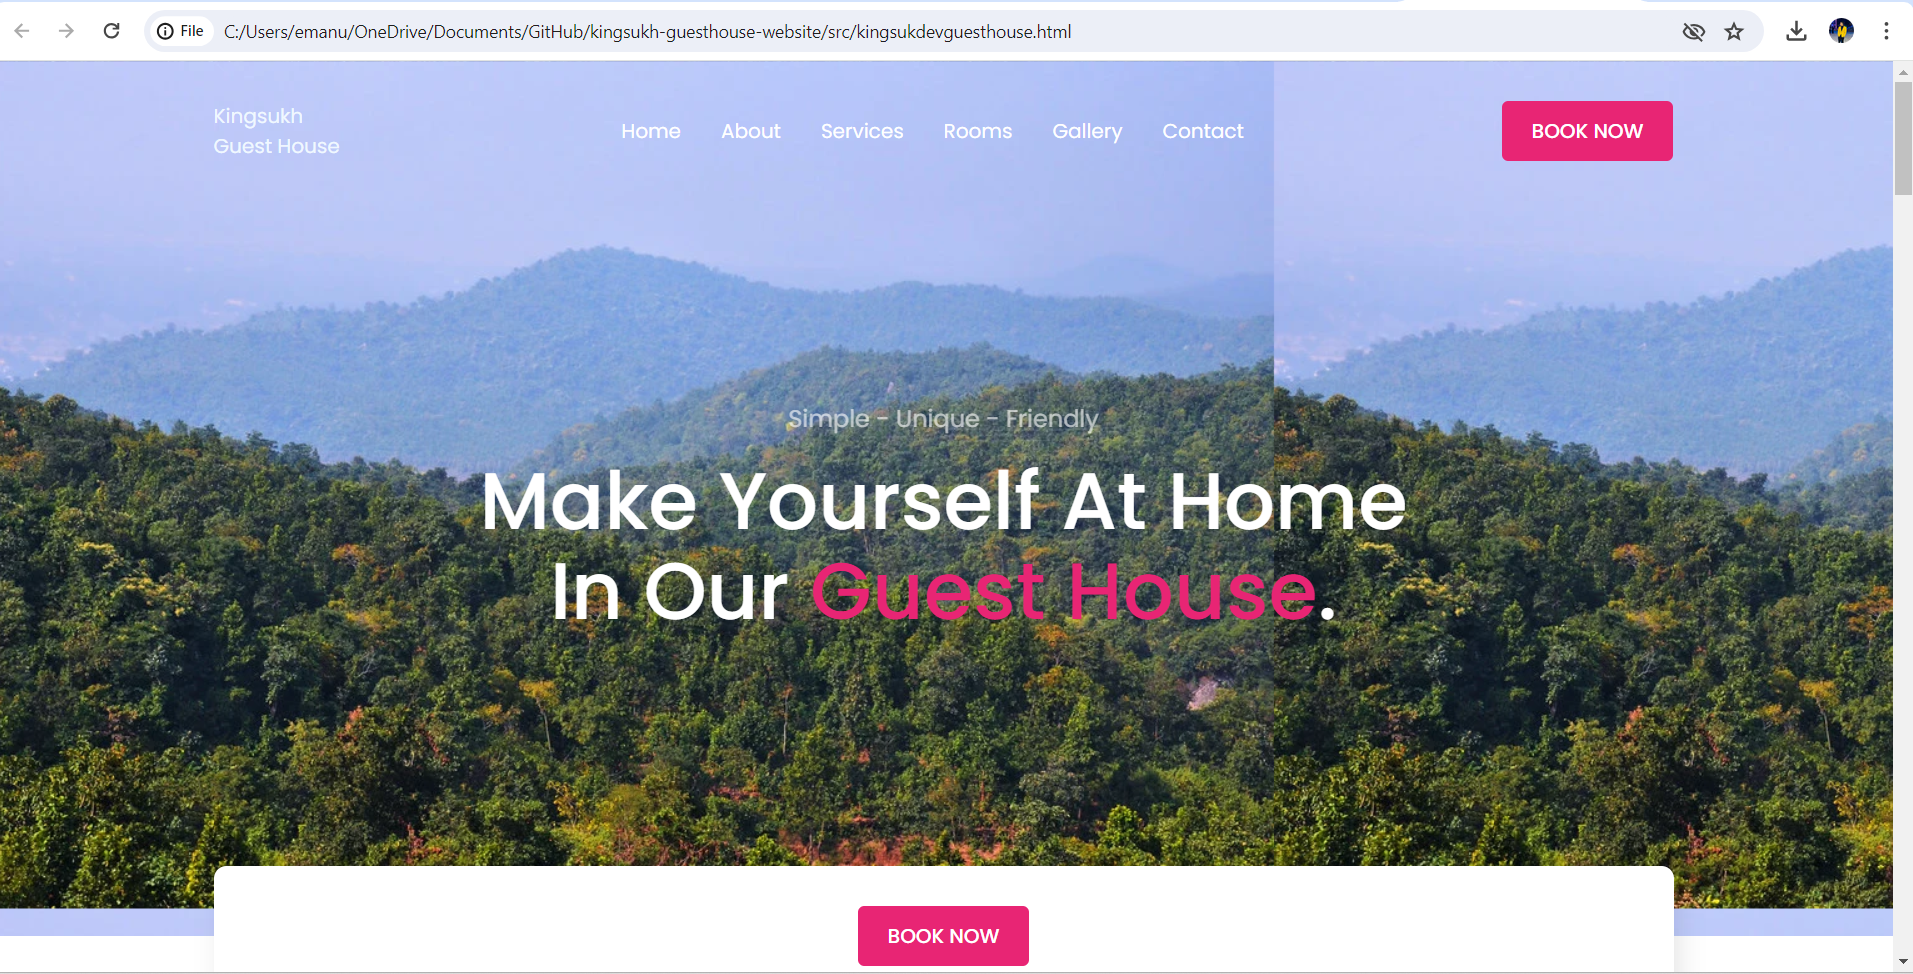 File C:/Users/emanu/OneDrive/Documents/GitHub/kingsukh-guesthouse-website/src/kingsukdevguesthouse.html
Kingsukh
Guest House
Home About Services Rooms Gallery Contact
BOOK NOW
Simple - Unique - Friendly
Make Yourself At Home
In Our Guest House.
BOOK NOW